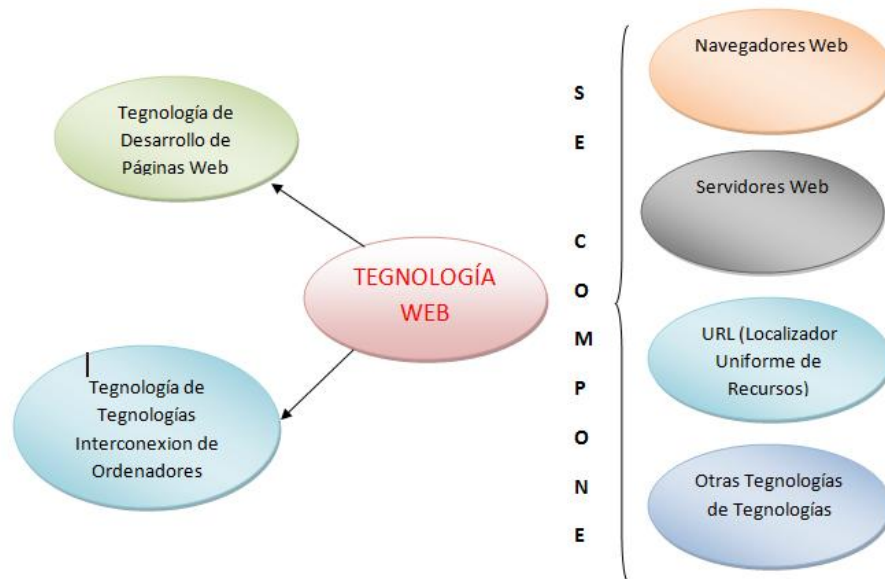 Tegnología de
Desarrollo de
Páginas Web
TEGNOLOGÍA
WEB
Tegnología de
Tegnologías
Interconexion de
Ordenadores
S
E
C
O
M
P
O
N
E
Navegadores Web
Servidores Web
URL (Localizador
Uniforme de
Recursos)
Otras Tegnologías
de Tegnologías